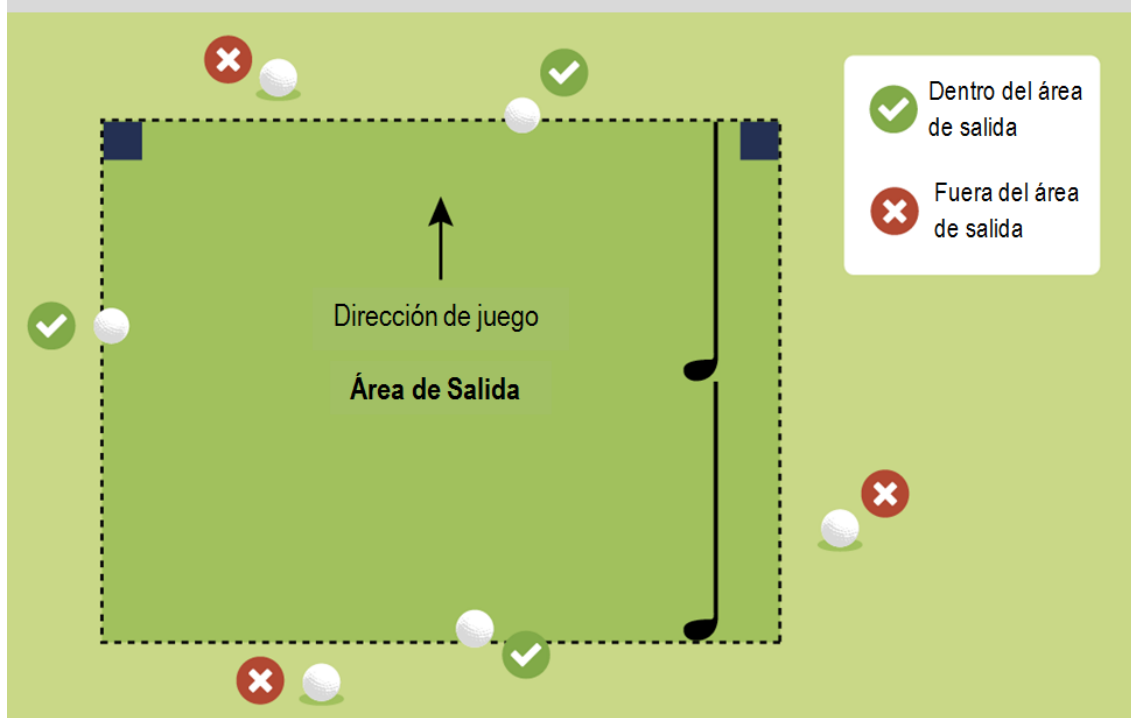 Dentro del área
de salida
Fuera del área
de salida
Dirección de juego
Área de Salida